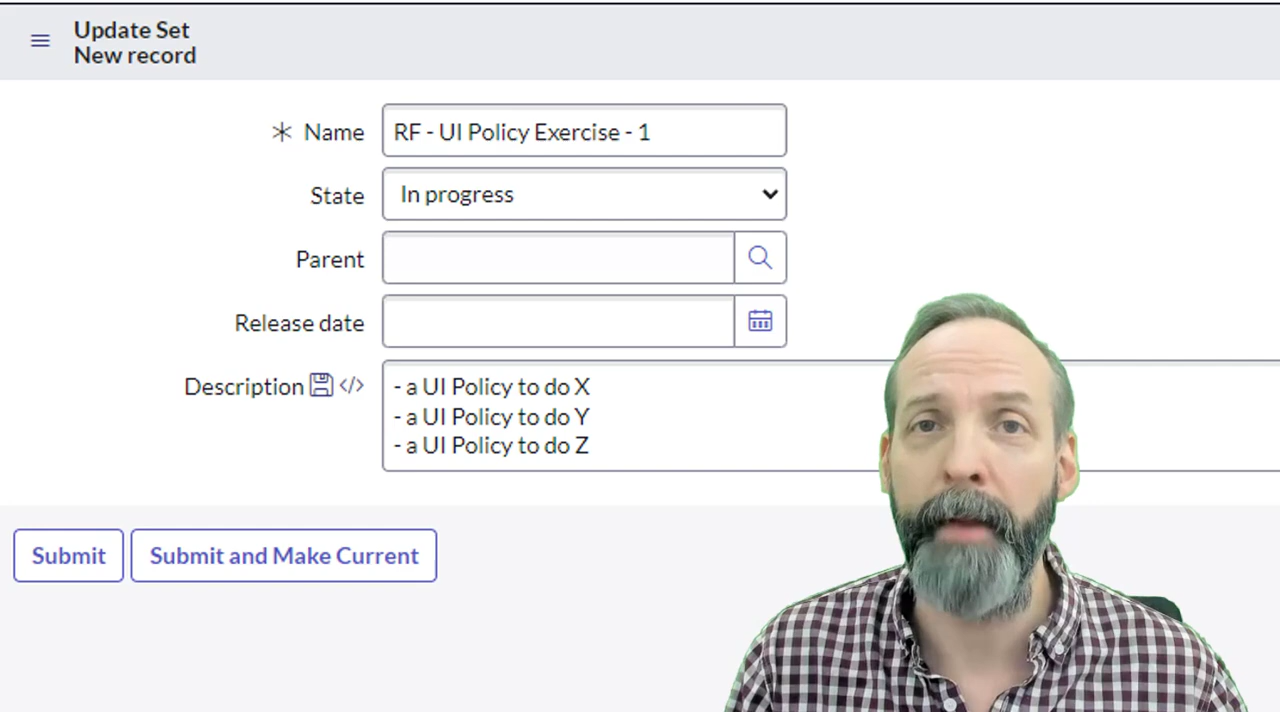 Update Set
New record
Name
RF - UI Policy Exercise - 1
State
In progress
Parent
Release date
Description
- a UI Policy to do X
- a UI Policy to do Y
- a UI Policy to do Z
Submit
Submit and Make Current